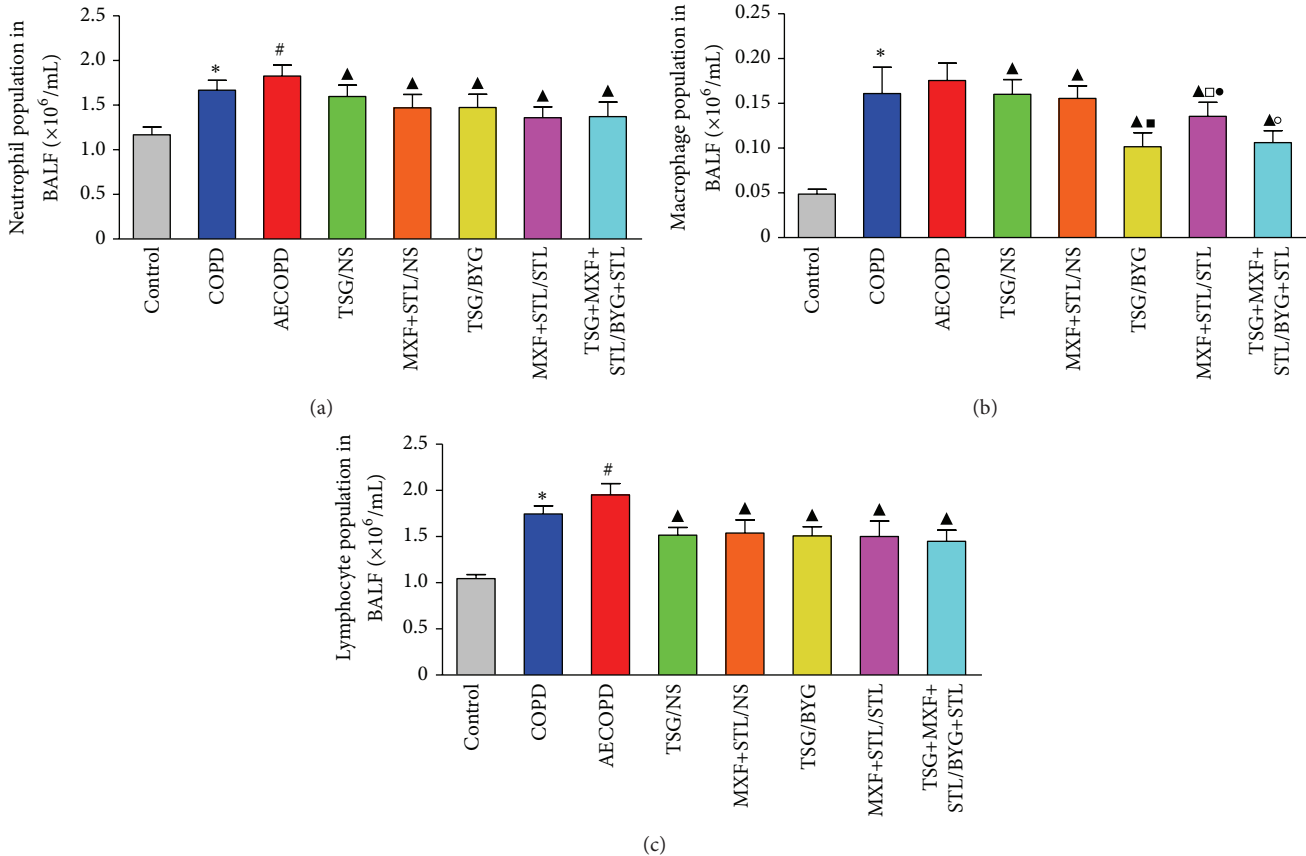 Neutrophil population in
BALF (×10⁶/mL)
2.5
2.0
1.5
1.0
0.5
0
*
#
▲
▲
▲
▲
▲
Control
COPD
AECOPD
TSG/NS
MXF+STL/NS
TSG/BYG
MXF+STL/STL
TSG+MXF+
STL/BYG+STL
(a)
Macrophage population in
BALF (×10⁶/mL)
0.25
0.20
0.15
0.10
0.05
0
*
▲
▲
▲■
▲□●
▲○
Control
COPD
AECOPD
TSG/NS
MXF+STL/NS
TSG/BYG
MXF+STL/STL
TSG+MXF+
STL/BYG+STL
(b)
Lymphocyte population in
BALF (×10⁶/mL)
2.5
2.0
1.5
1.0
0.5
0
*
#
▲
▲
▲
▲
▲
Control
COPD
AECOPD
TSG/NS
MXF+STL/NS
TSG/BYG
MXF+STL/STL
TSG+MXF+
STL/BYG+STL
(c)